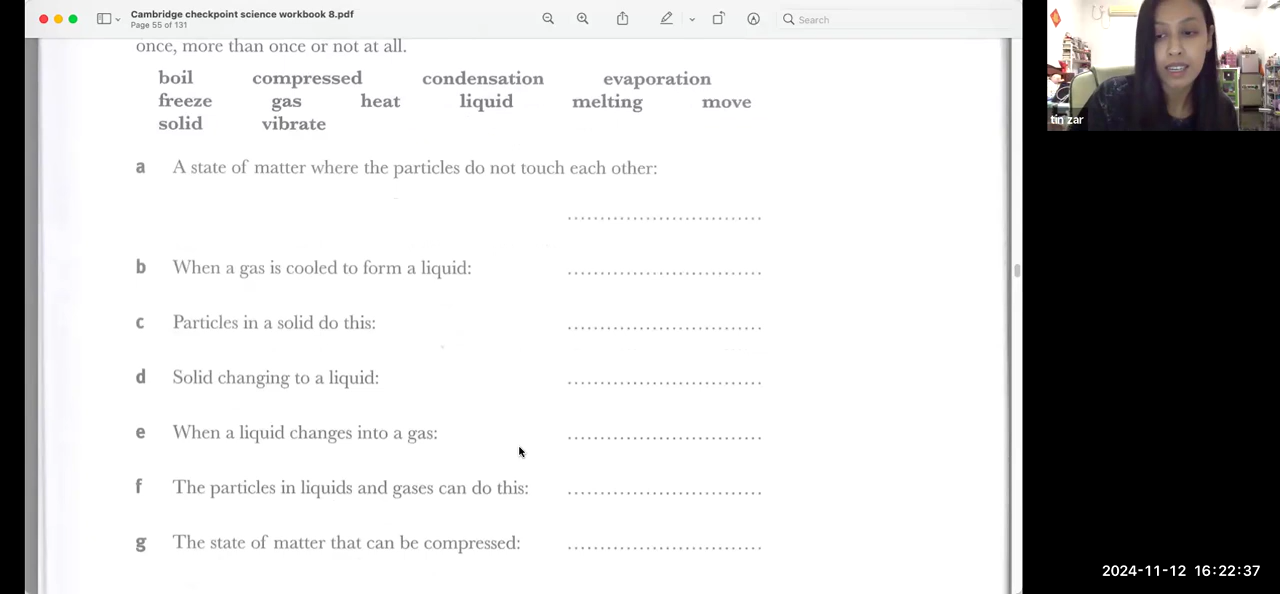 Cambridge checkpoint science workbook 8.pdf
Page 55 of 131
Search
once, more than once or not at all.
boil compressed condensation evaporation
freeze gas heat liquid melting move
solid vibrate
a A state of matter where the particles do not touch each other:
................................
b When a gas is cooled to form a liquid: ................................
c Particles in a solid do this: ................................
d Solid changing to a liquid: ................................
e When a liquid changes into a gas: ................................
f The particles in liquids and gases can do this: ................................
g The state of matter that can be compressed: ................................
tin zar
2024-11-12 16:22:37